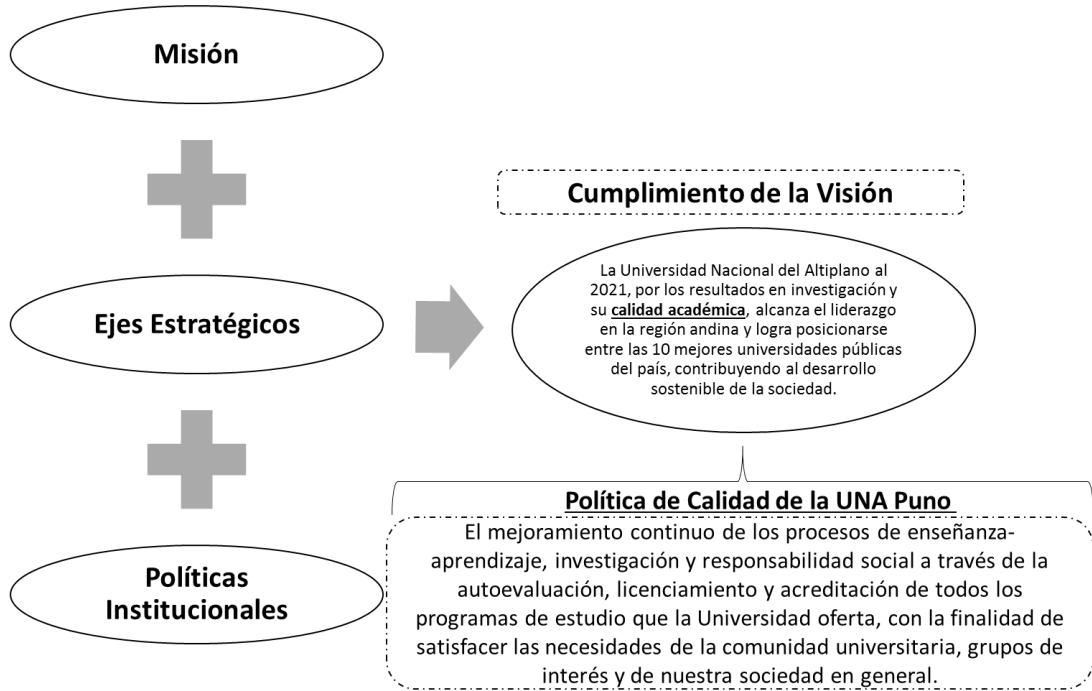 Misión
Ejes Estratégicos
Políticas
Institucionales
Cumplimiento de la Visión
La Universidad Nacional del Altiplano al
2021, por los resultados en investigación y
su calidad académica, alcanza el liderazgo
en la región andina y logra posicionarse
entre las 10 mejores universidades públicas
del país, contribuyendo al desarrollo
sostenible de la sociedad.
Política de Calidad de la UNA Puno
El mejoramiento continuo de los procesos de enseñanza-
aprendizaje, investigación y responsabilidad social a través de la
autoevaluación, licenciamiento y acreditación de todos los
programas de estudio que la Universidad oferta, con la finalidad de
satisfacer las necesidades de la comunidad universitaria, grupos de
interés y de nuestra sociedad en general.